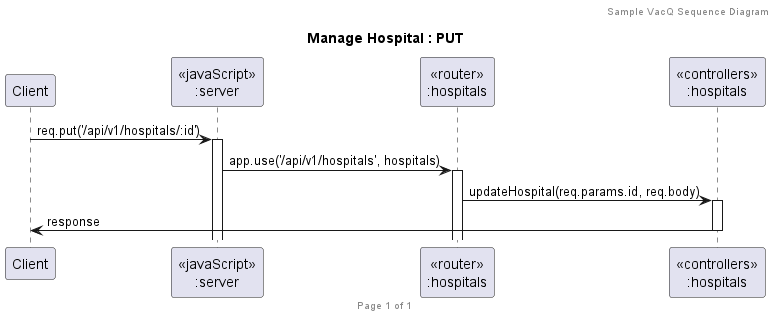 Sample VacQ Sequence Diagram
Manage Hospital : PUT
Client
«javaScript»
:server
«router»
:hospitals
«controllers»
:hospitals
req.put('/api/v1/hospitals/:id')
app.use('/api/v1/hospitals', hospitals)
updateHospital(req.params.id, req.body)
response
Client
«javaScript»
:server
«router»
:hospitals
«controllers»
:hospitals
Page 1 of 1